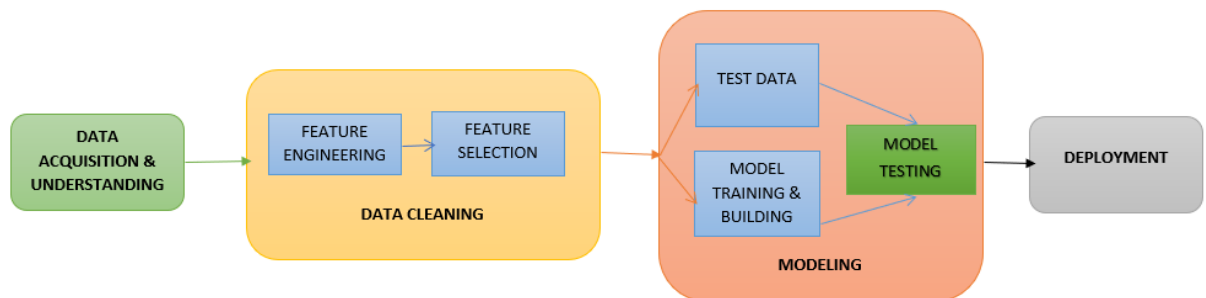 DATA
ACQUISITION &
UNDERSTANDING
FEATURE
ENGINEERING
FEATURE
SELECTION
DATA CLEANING
TEST DATA
MODEL
TRAINING &
BUILDING
MODEL
TESTING
MODELING
DEPLOYMENT